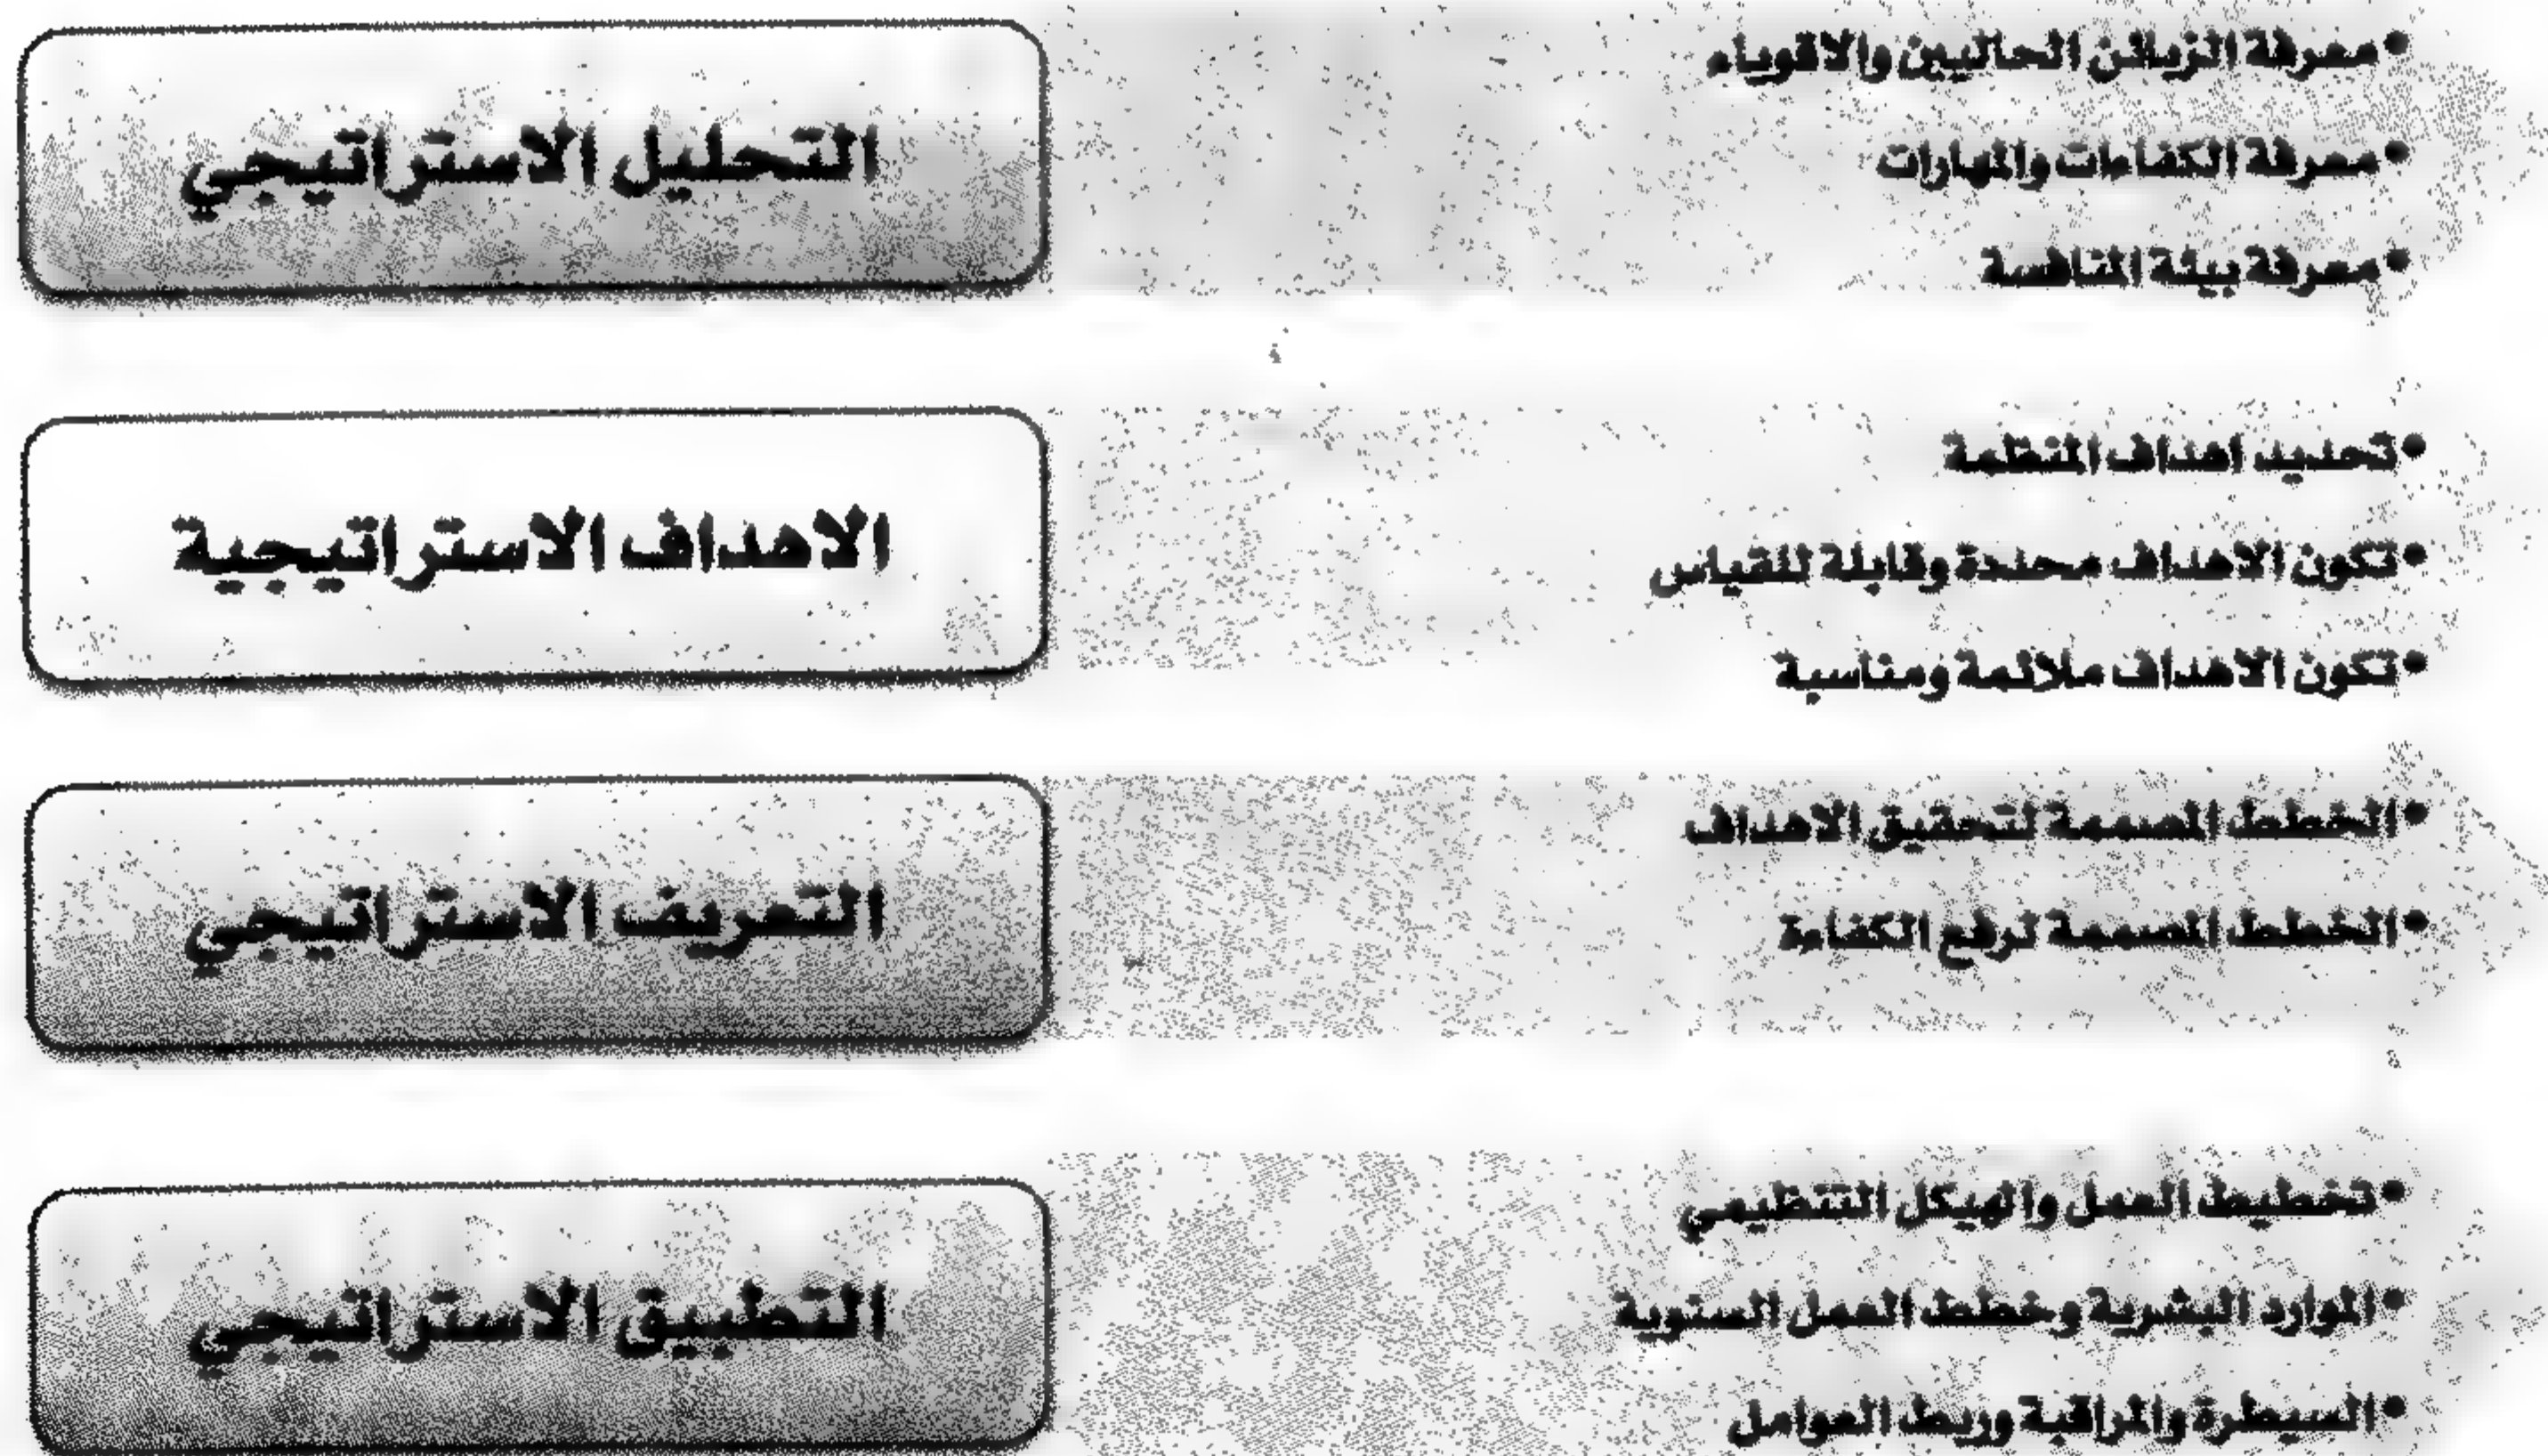 التحليل الاستراتيجي
•معرفة الزبائن الحاليين والاقوياء
•معرفة الكفاءات والمهارات
•معرفة بيئة المنافسة
الاهداف الاستراتيجية
•تحديد اهداف المنظمة
•تكون الاهداف محددة وقابلة للقياس
•تكون الاهداف ملائمة ومناسبة
التعريف الاستراتيجي
•الخطط المصممة لتحقيق الاهداف
•الخطط المصممة لرفع الكفاءة
التطبيق الاستراتيجي
•تخطيط العمل والهيكل التنظيمي
•الموارد البشرية وخطط العمل السنوية
•السيطرة والمراقبة وربط العوامل